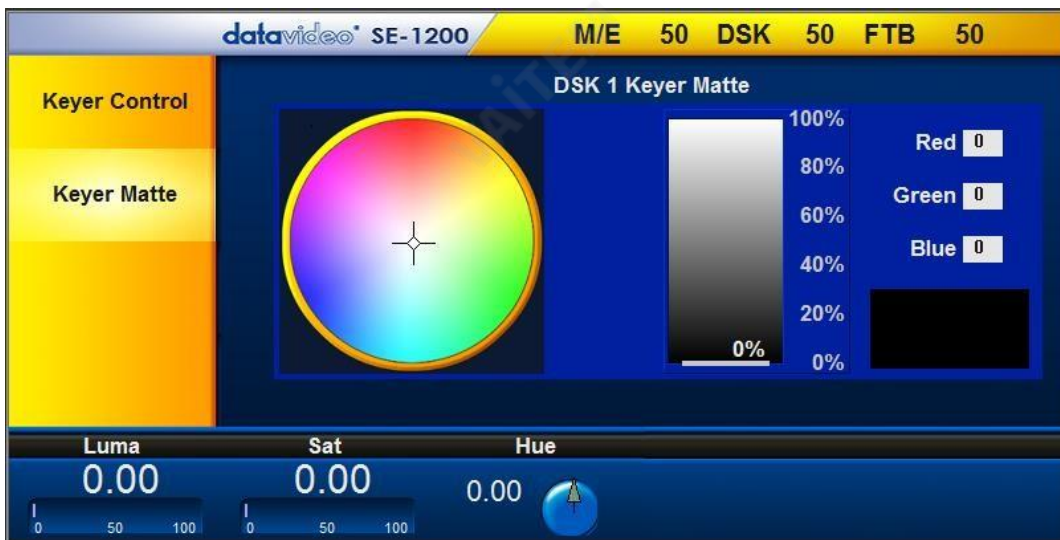 datavideo SE-1200 M/E 50 DSK 50 FTB 50
Keyer Control
Keyer Matte
DSK 1 Keyer Matte
100%
80%
60%
40%
20%
0%
0%
Red 0
Green 0
Blue 0
Luma Sat Hue
0.00 0.00 0.00
0 50 100 0 50 100